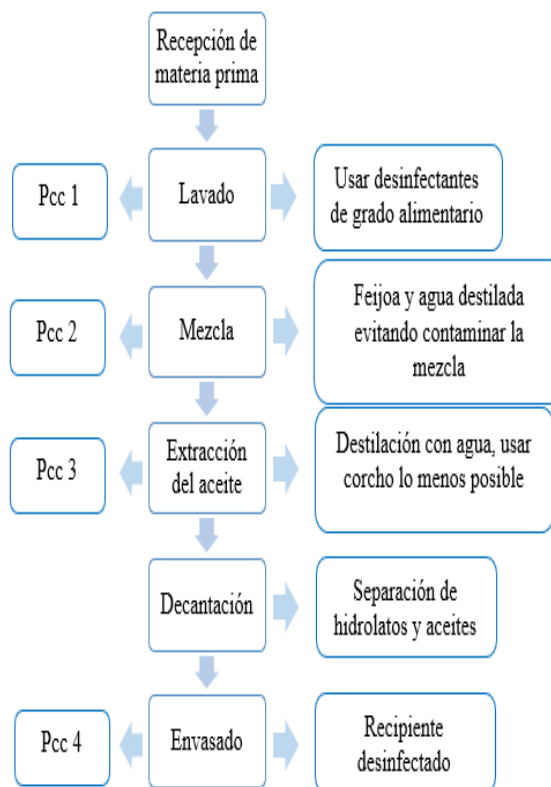 Recepción de
materia prima
Pcc 1
Lavado
Usar desinfectantes
de grado alimentario
Pcc 2
Mezcla
Feijoa y agua destilada
evitando contaminar la
mezcla
Pcc 3
Extracción
del aceite
Destilación con agua, usar
corcho lo menos posible
Decantación
Separación de
hidrolatos y aceites
Pcc 4
Envasado
Recipiente
desinfectado